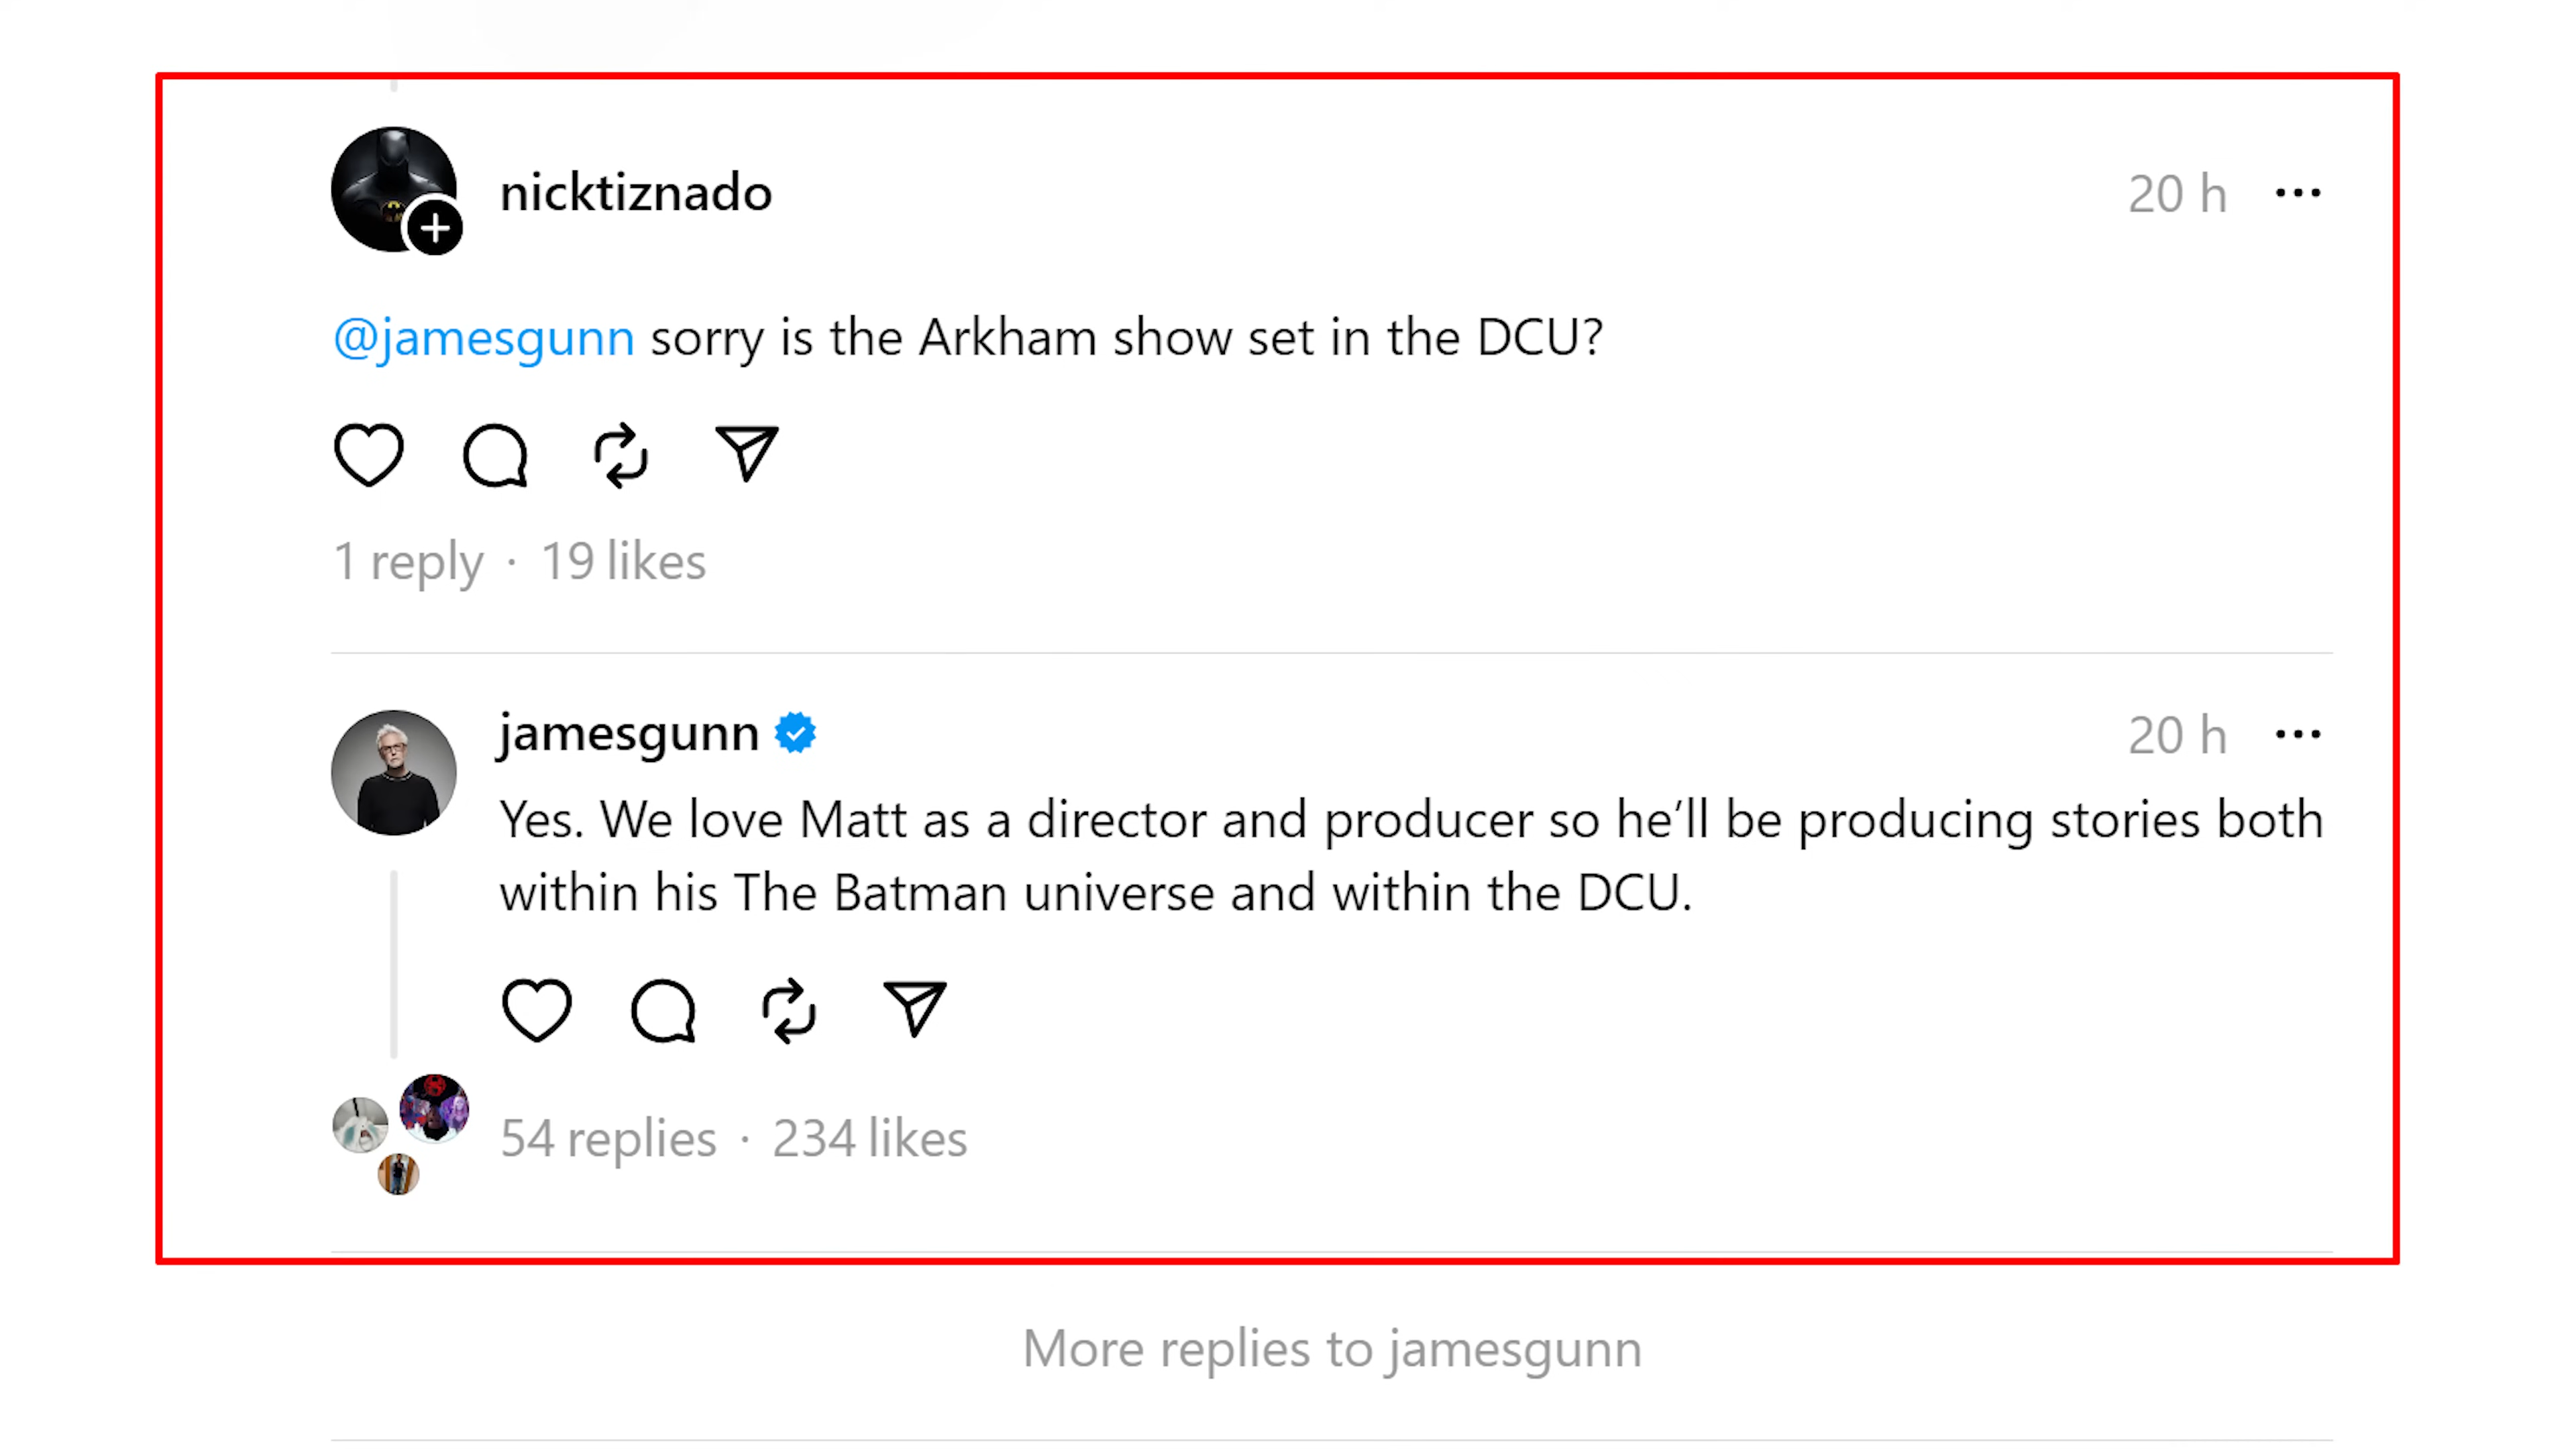 nicktiznado
20 h
@jamesgunn sorry is the Arkham show set in the DCU?
1 reply · 19 likes
jamesgunn
20 h
Yes. We love Matt as a director and producer so he’ll be producing stories both
within his The Batman universe and within the DCU.
54 replies · 234 likes
More replies to jamesgunn